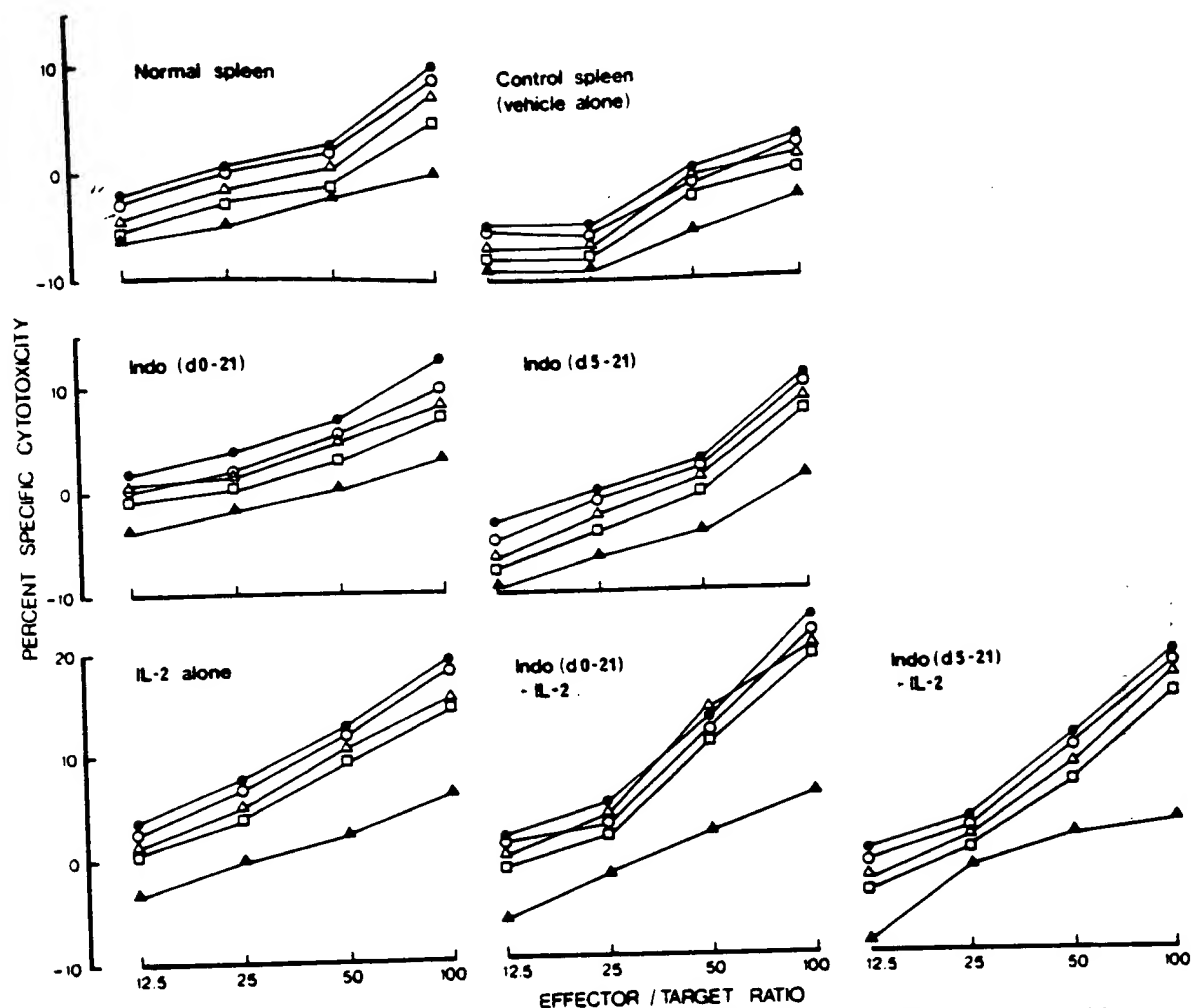 10
0
-10
Normal spleen
Control spleen
(vehicle alone)
PERCENT SPECIFIC CYTOTOXICITY
10
0
-10
Indo (d0-21)
Indo (d5-21)
20
10
0
-10
IL-2 alone
Indo (d0-21)
- IL-2
Indo (d5-21)
- IL-2
12.5 25 50 100
12.5 25 50 100
12.5 25 50 100
EFFECTOR / TARGET RATIO